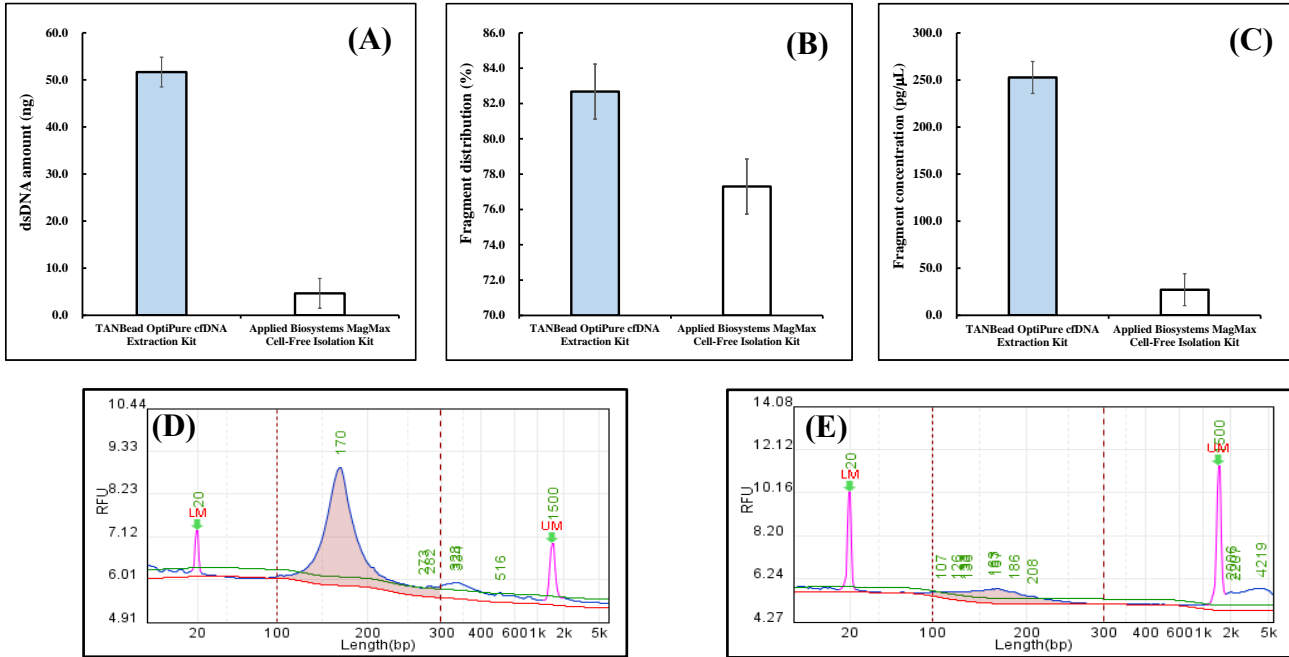 (A)
dsDNA amount (ng)
60.0
50.0
40.0
30.0
20.0
10.0
0.0
TANBead OptiPure cfDNA
Extraction Kit
Applied Biosystems MagMax
Cell-Free Isolation Kit
(B)
Fragment distribution (%)
86.0
84.0
82.0
80.0
78.0
76.0
74.0
72.0
70.0
TANBead OptiPure cfDNA
Extraction Kit
Applied Biosystems MagMax
Cell-Free Isolation Kit
(C)
Fragment concentration (pg/µL)
300.0
250.0
200.0
150.0
100.0
50.0
0.0
TANBead OptiPure cfDNA
Extraction Kit
Applied Biosystems MagMax
Cell-Free Isolation Kit
(D)
RFU
10.44
9.33
8.23
7.12
6.01
4.91
LM
20
170
273
282
328
516
UM
1500
20 100 200 300 400 600 1k 2k 5k
Length(bp)
(E)
RFU
14.08
12.12
10.16
8.20
6.24
4.27
LM
20
107
126
163
186
208
UM
1500
4219
20 100 200 300 400 600 1k 2k 5k
Length(bp)